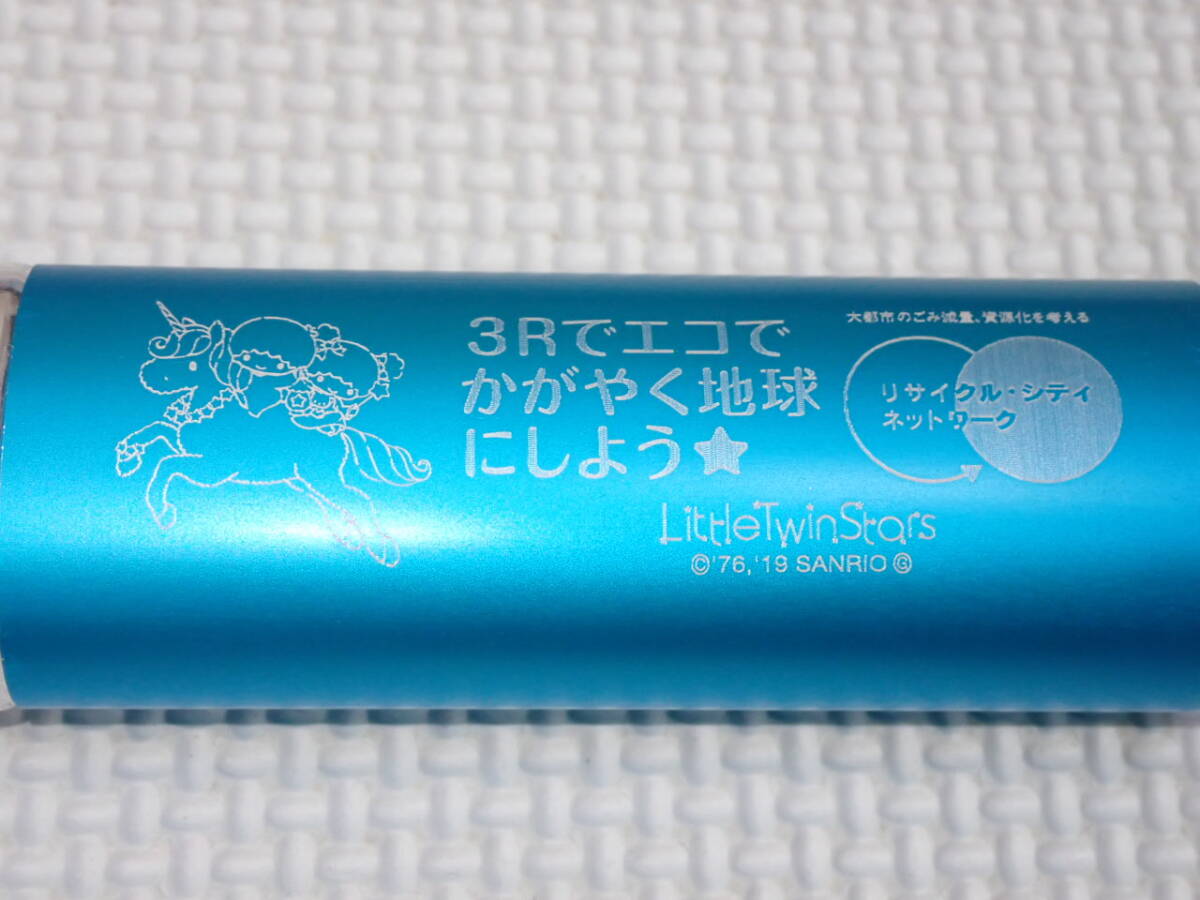 3Rでエコで
かがやく地球
にしよう★
LittleTwinStars
©'76,'19 SANRIO Ⓖ
大都市のごみ減量、資源化を考える
リサイクル・シティ
ネットワーク